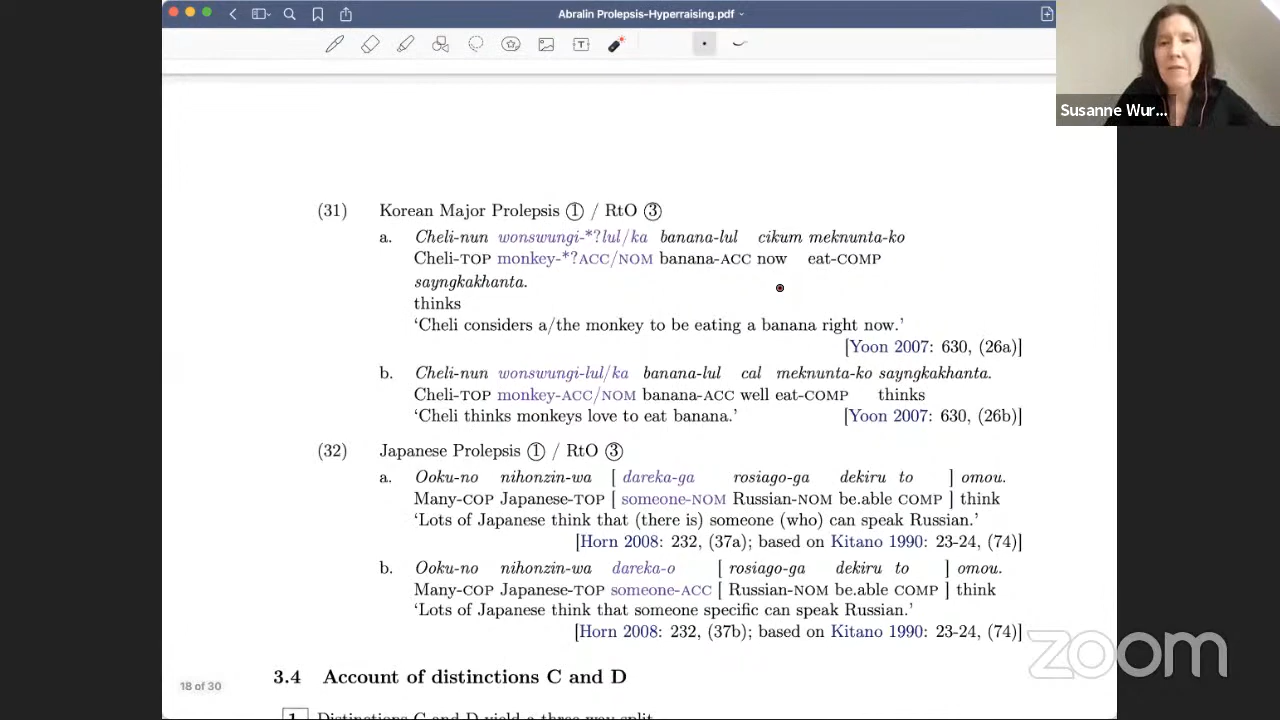 Abralin Prolepsis-Hyperraising.pdf
Susanne Wur...
(31) Korean Major Prolepsis ① / RtO ③
a. Cheli-nun wonswungi-*?lul/ka banana-lul cikum meknunta-ko
Cheli-TOP monkey-*?ACC/NOM banana-ACC now eat-COMP
sayngkakhanta.
thinks
‘Cheli considers a/the monkey to be eating a banana right now.’
[Yoon 2007: 630, (26a)]
b. Cheli-nun wonswungi-lul/ka banana-lul cal meknunta-ko sayngkakhanta.
Cheli-TOP monkey-ACC/NOM banana-ACC well eat-COMP thinks
‘Cheli thinks monkeys love to eat banana.’ [Yoon 2007: 630, (26b)]
(32) Japanese Prolepsis ① / RtO ③
a. Ooku-no nihonzin-wa [ dareka-ga rosiago-ga dekiru to ] omou.
Many-COP Japanese-TOP [ someone-NOM Russian-NOM be.able COMP ] think
‘Lots of Japanese think that (there is) someone (who) can speak Russian.’
[Horn 2008: 232, (37a); based on Kitano 1990: 23-24, (74)]
b. Ooku-no nihonzin-wa dareka-o [ rosiago-ga dekiru to ] omou.
Many-COP Japanese-TOP someone-ACC [ Russian-NOM be.able COMP ] think
‘Lots of Japanese think that someone specific can speak Russian.’
[Horn 2008: 232, (37b); based on Kitano 1990: 23-24, (74)]
zoom
3.4 Account of distinctions C and D
18 of 30
1 Distinctions C and D yield a three-way split